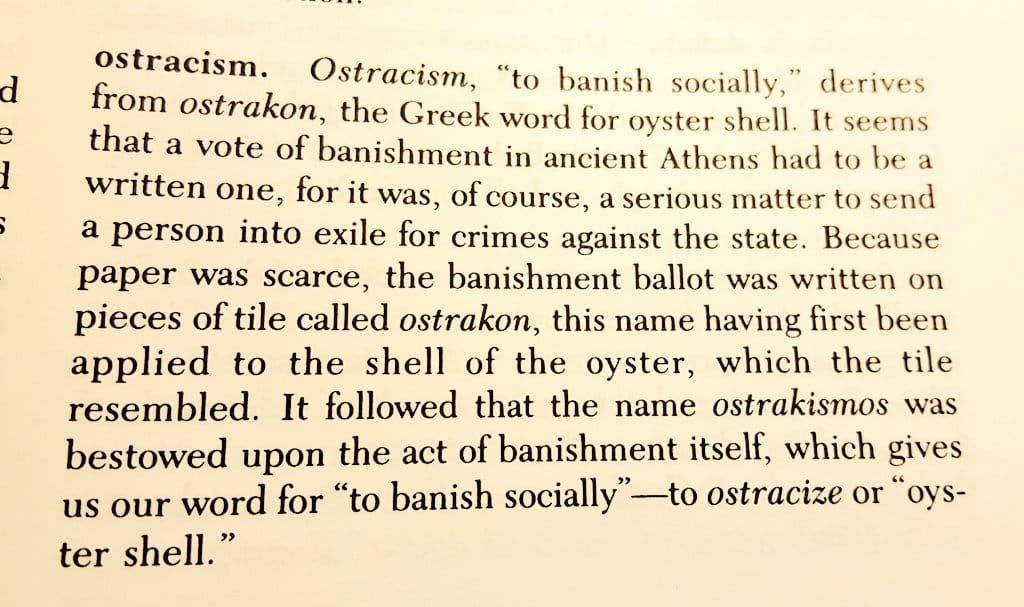 ostracism. Ostracism, “to banish socially,” derives
from ostrakon, the Greek word for oyster shell. It seems
that a vote of banishment in ancient Athens had to be a
written one, for it was, of course, a serious matter to send
a person into exile for crimes against the state. Because
paper was scarce, the banishment ballot was written on
pieces of tile called ostrakon, this name having first been
applied to the shell of the oyster, which the tile
resembled. It followed that the name ostrakismos was
bestowed upon the act of banishment itself, which gives
us our word for “to banish socially”—to ostracize or “oys-
ter shell.”